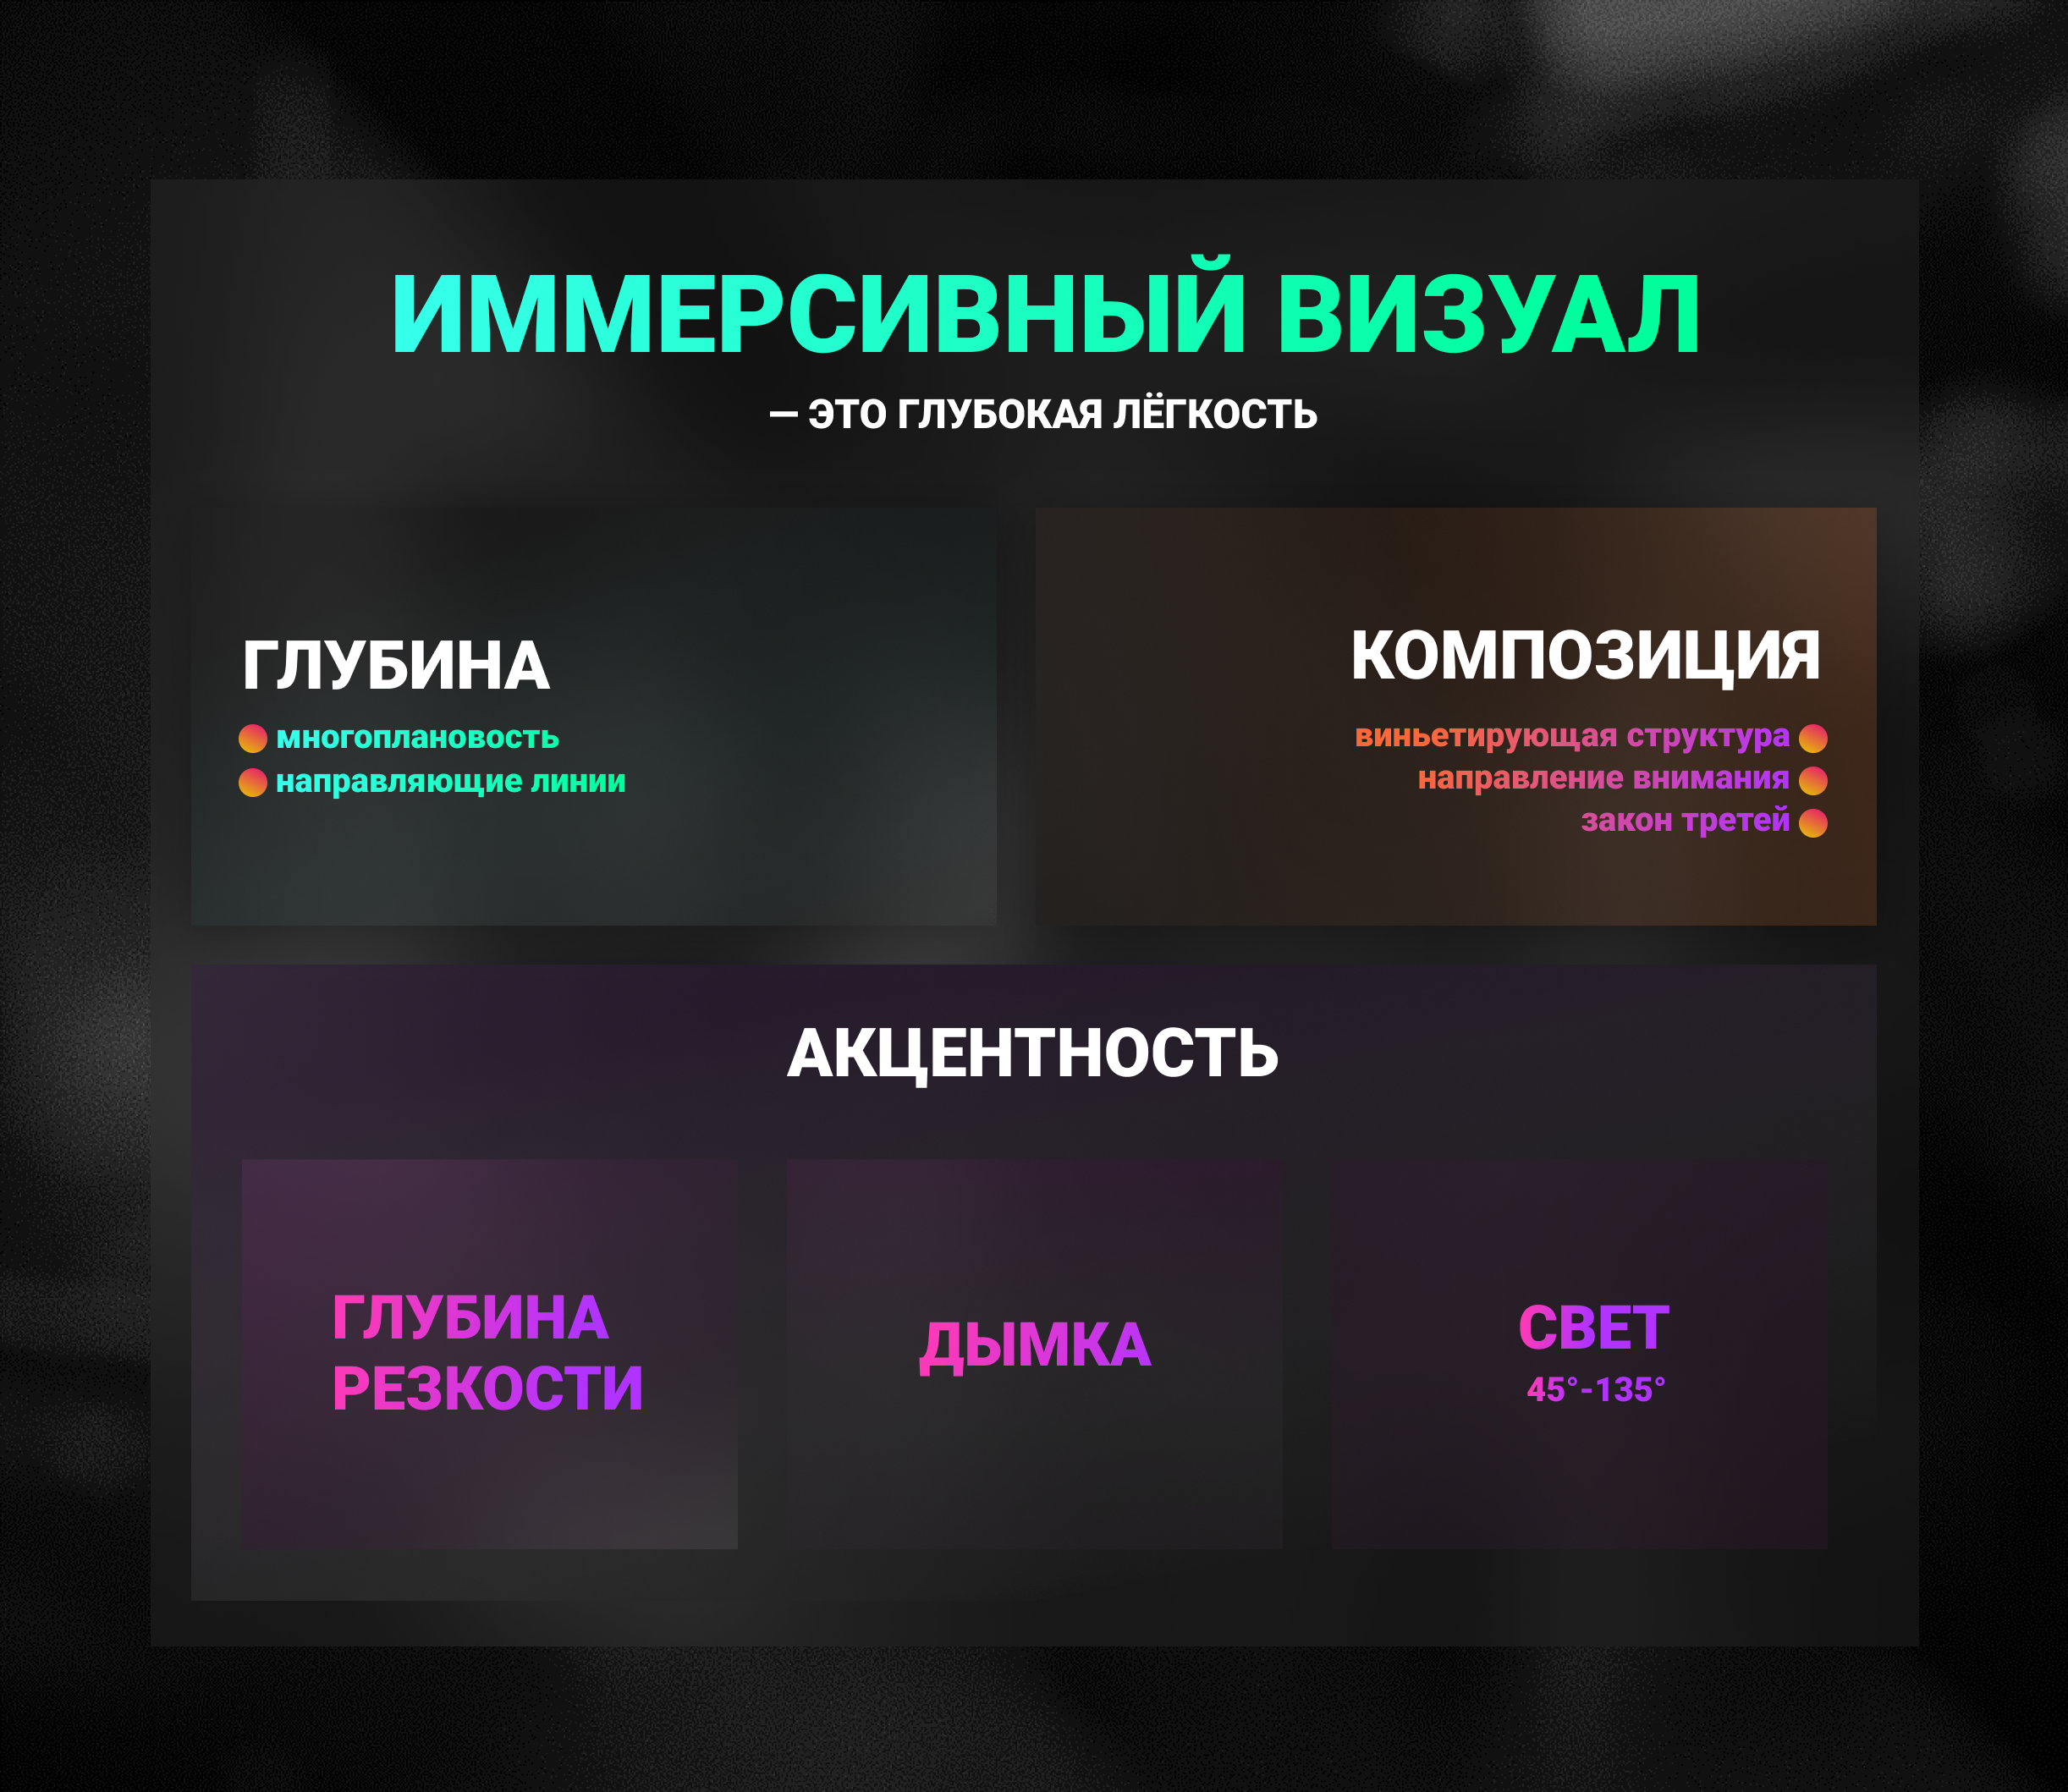 ИММЕРСИВНЫЙ ВИЗУАЛ
— ЭТО ГЛУБОКАЯ ЛЁГКОСТЬ
ГЛУБИНА
многоплановость
направляющие линии
КОМПОЗИЦИЯ
виньетирующая структура
направление внимания
закон третей
АКЦЕНТНОСТЬ
ГЛУБИНА
РЕЗКОСТИ
ДЫМКА
СВЕТ
45°-135°